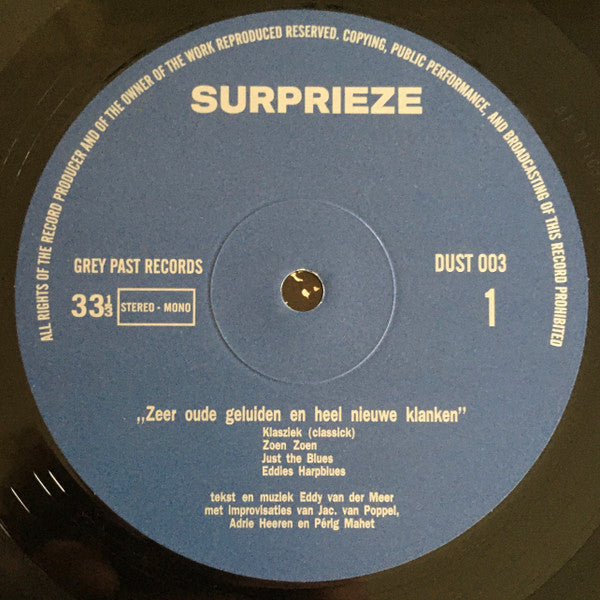 ALL RIGHTS OF THE RECORD PRODUCER AND OF THE OWNER OF THE WORK REPRODUCED RESERVED. COPYING, PUBLIC PERFORMANCE, AND BROADCASTING OF THIS RECORD PROHIBITED
SURPRIEZE
GREY PAST RECORDS
DUST 003
33⅓ STEREO · MONO
1
„Zeer oude geluiden en heel nieuwe klanken”
Klasziek (classick)
Zoen Zoen
Just the Blues
Eddies Harpblues
tekst en muziek Eddy van der Meer
met improvisaties van Jac. van Poppel,
Adrie Heeren en Périg Mahet